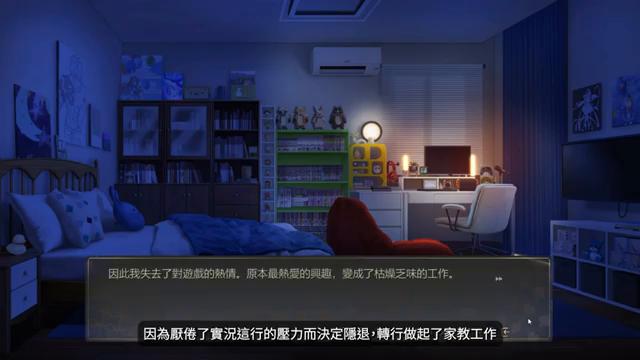 因此我失去了對遊戲的熱情。原本最熱愛的興趣，變成了枯燥乏味的工作。
因為厭倦了實況這行的壓力而決定隱退，轉行做起了家教工作